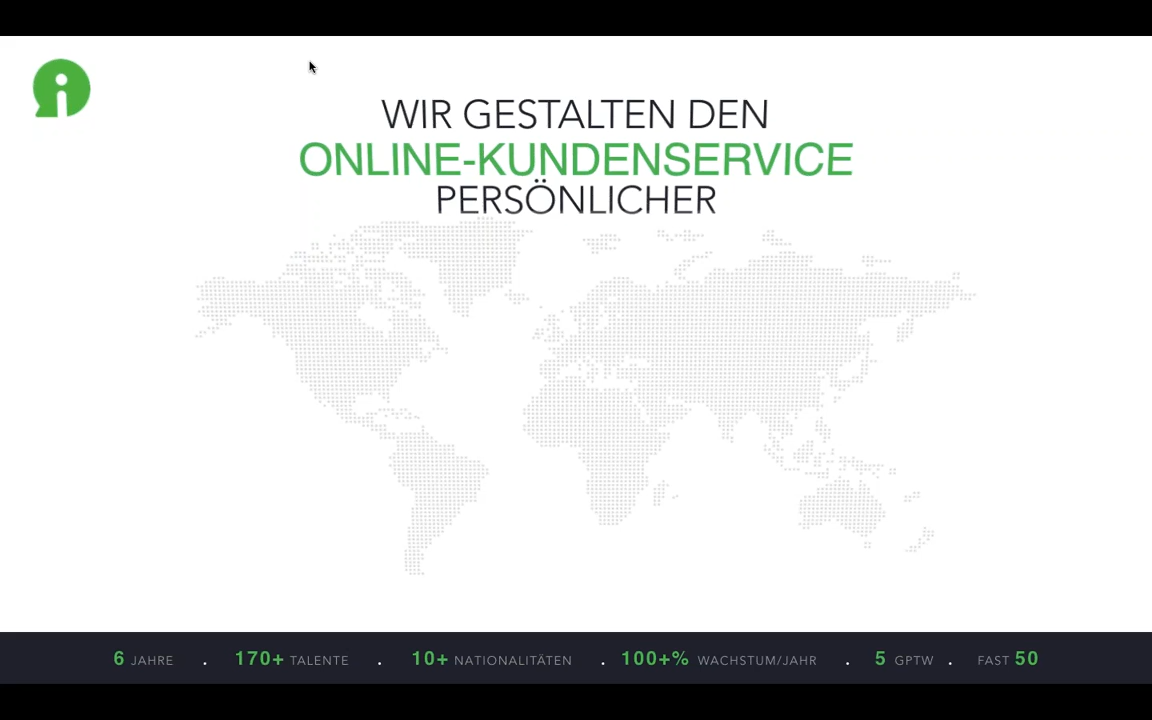 WIR GESTALTEN DEN
ONLINE-KUNDENSERVICE
PERSÖNLICHER
6 JAHRE . 170+ TALENTE . 10+ NATIONALITÄTEN . 100+% WACHSTUM/JAHR . 5 GPTW . FAST 50